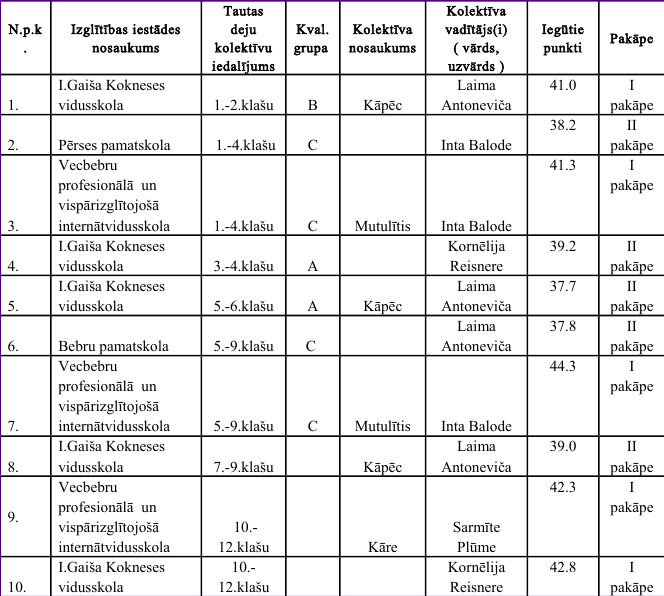 N.p.k
. Izglītības iestādes nosaukums Tautas deju kolektīvu iedalījums Kval. grupa Kolektīva nosaukums Kolektīva vadītājs(i) ( vārds, uzvārds ) Iegūtie punkti Pakāpe
1. I.Gaiša Kokneses vidusskola 1.-2.klašu B Kāpēc Laima Antoneviča 41.0 I pakāpe
2. Pērses pamatskola 1.-4.klašu C Inta Balode 38.2 II pakāpe
3. Vecbebru profesionālā un vispārizglītojošā internātvidusskola 1.-4.klašu C Mutulītis Inta Balode 41.3 I pakāpe
4. I.Gaiša Kokneses vidusskola 3.-4.klašu A Kornēlija Reisnere 39.2 II pakāpe
5. I.Gaiša Kokneses vidusskola 5.-6.klašu A Kāpēc Laima Antoneviča 37.7 II pakāpe
6. Bebru pamatskola 5.-9.klašu C Laima Antoneviča 37.8 II pakāpe
7. Vecbebru profesionālā un vispārizglītojošā internātvidusskola 5.-9.klašu C Mutulītis Inta Balode 44.3 I pakāpe
8. I.Gaiša Kokneses vidusskola 7.-9.klašu Kāpēc Laima Antoneviča 39.0 II pakāpe
9. Vecbebru profesionālā un vispārizglītojošā internātvidusskola 10.- 12.klašu Kāre Sarmīte Plūme 42.3 I pakāpe
10. I.Gaiša Kokneses vidusskola 10.- 12.klašu Kornēlija Reisnere 42.8 I pakāpe